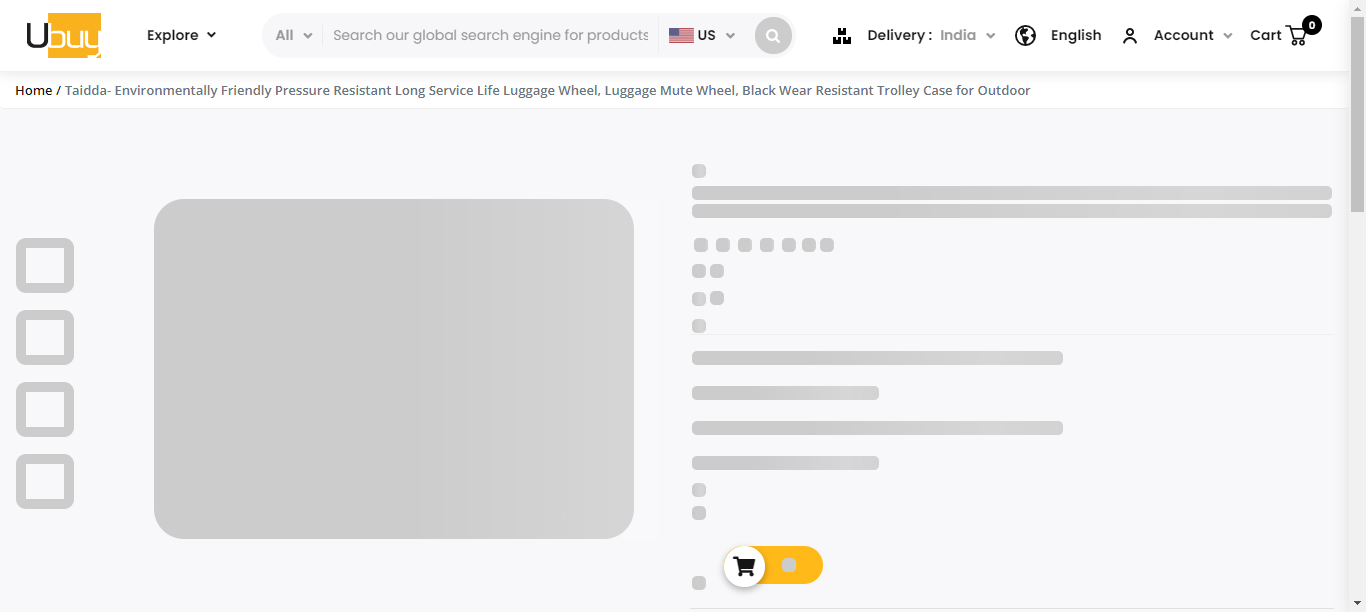 Ubuy Explore All Search our global search engine for products US Delivery : India English Account Cart 0
Home / Taidda- Environmentally Friendly Pressure Resistant Long Service Life Luggage Wheel, Luggage Mute Wheel, Black Wear Resistant Trolley Case for Outdoor